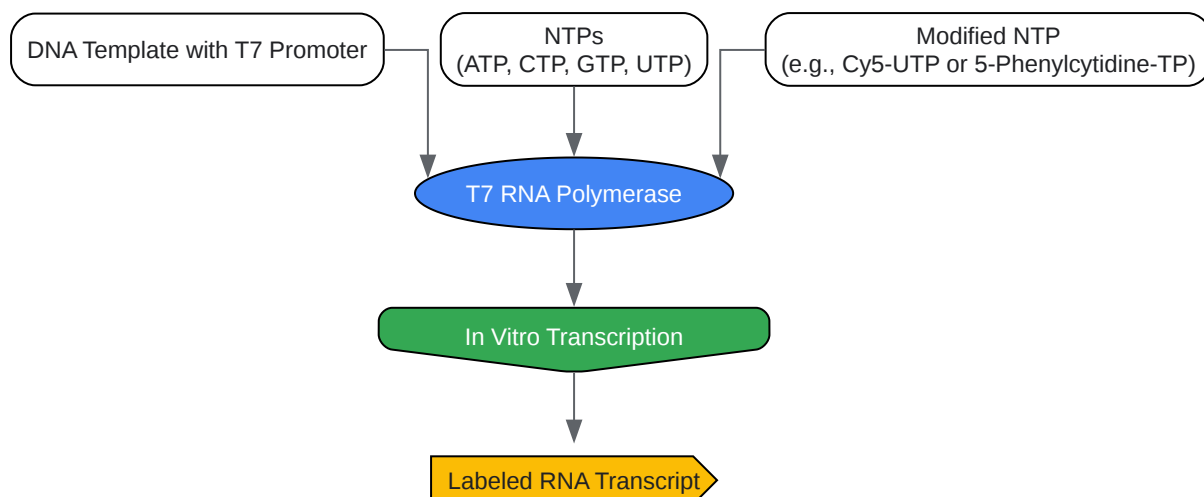 DNA Template with T7 Promoter
NTPs
(ATP, CTP, GTP, UTP)
Modified NTP
(e.g., Cy5-UTP or 5-Phenylcytidine-TP)
T7 RNA Polymerase
In Vitro Transcription
Labeled RNA Transcript